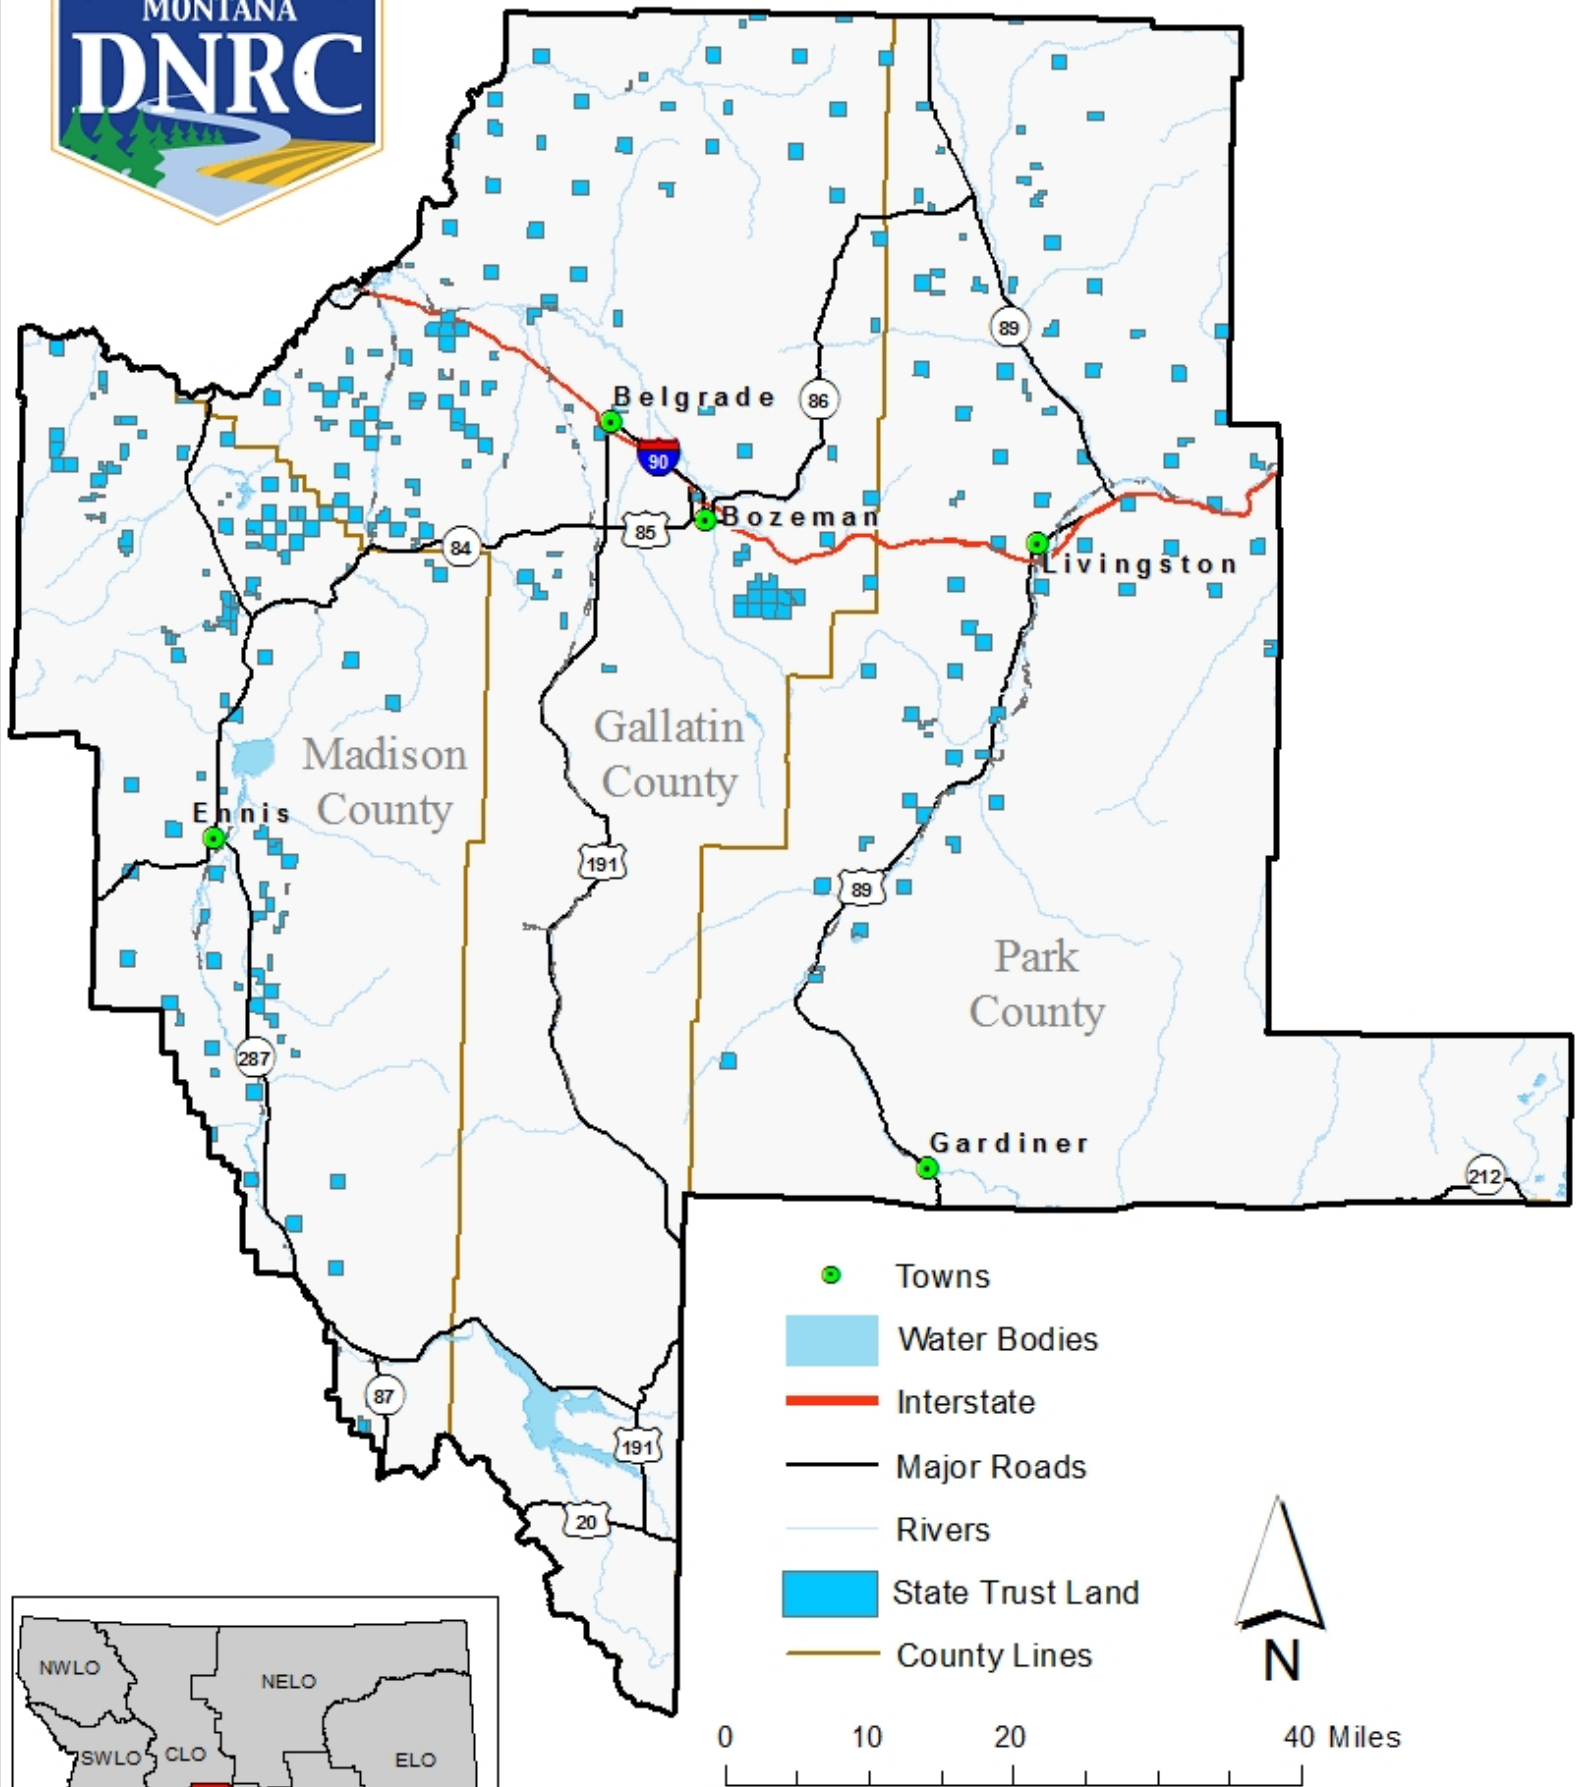 MONTANA
DNRC
89
Belgrade
86
90
Bozeman
85
84
Livingston
Gallatin
County
Madison
County
Ennis
191
89
Park
County
287
Gardiner
212
87
191
20
Towns
Water Bodies
Interstate
Major Roads
Rivers
State Trust Land
County Lines
N
0 10 20 40 Miles
NWLO
NELO
SWLO
CLO
ELO